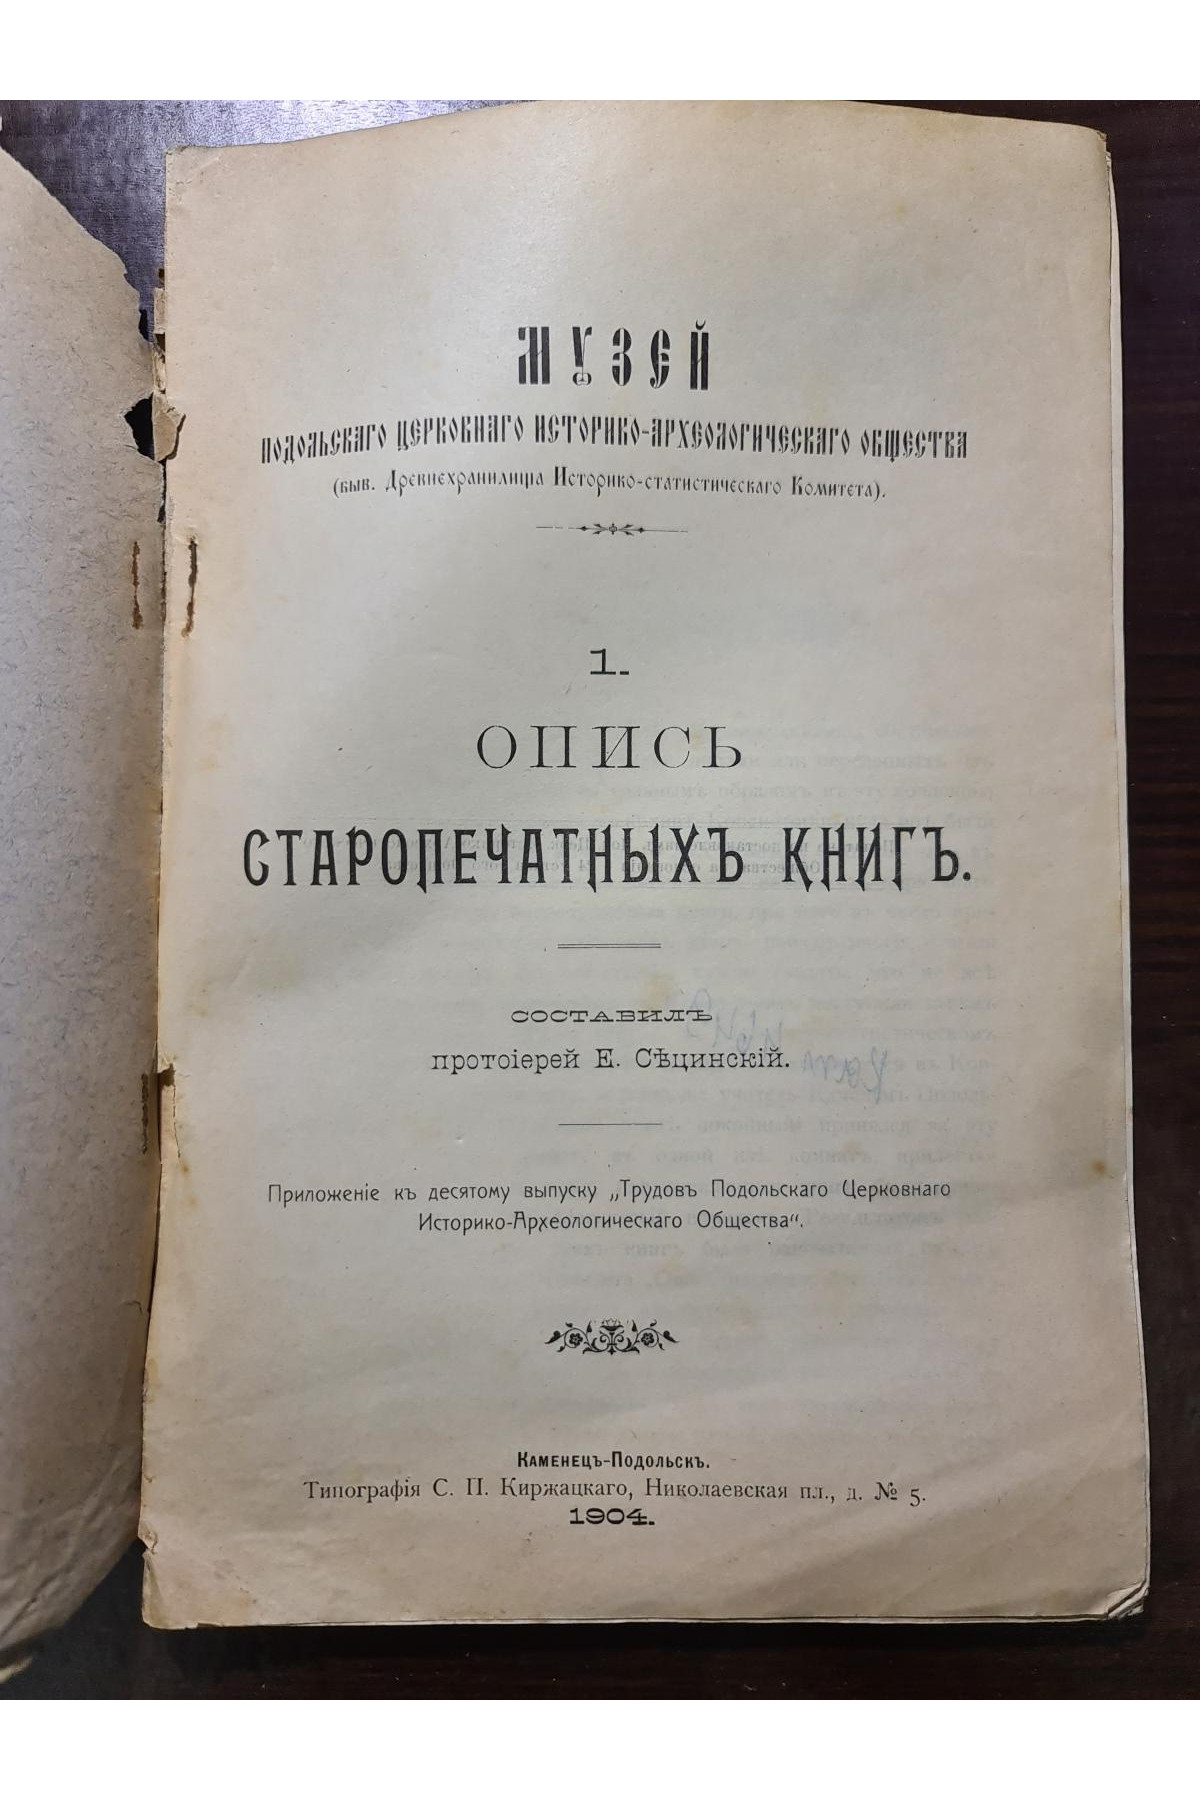 МꙊЗЕЙ
ПОДОЛЬСКАГО ЦЕРКОВНАГО ИСТОРИКО-АРХЕОЛОГИЧЕСКАГО ОБЩЕСТВА
(быв. Древнехранилища Историко-статистическаго Комитета).
1.
ОПИСЬ
СТАРОПЕЧАТНЫХЪ КНИГЪ.
СОСТАВИЛЪ
протоіерей Е. Сѣцинскій.
Приложеніе къ десятому выпуску „Трудовъ Подольскаго Церковнаго
Историко-Археологическаго Общества“.
Каменецъ-Подольскъ.
Типографія С. П. Киржацкаго, Николаевская пл., д. № 5.
1904.